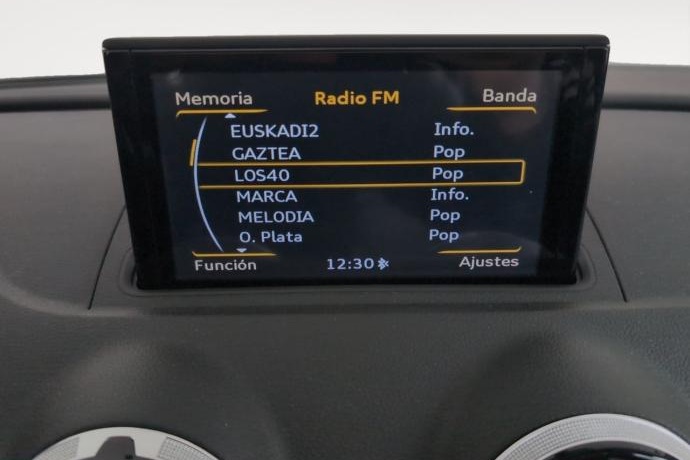 Memoria Radio FM Banda
EUSKADI2 Info.
GAZTEA Pop
LOS40 Pop
MARCA Info.
MELODIA Pop
O. Plata Pop
Función 12:30 Ajustes